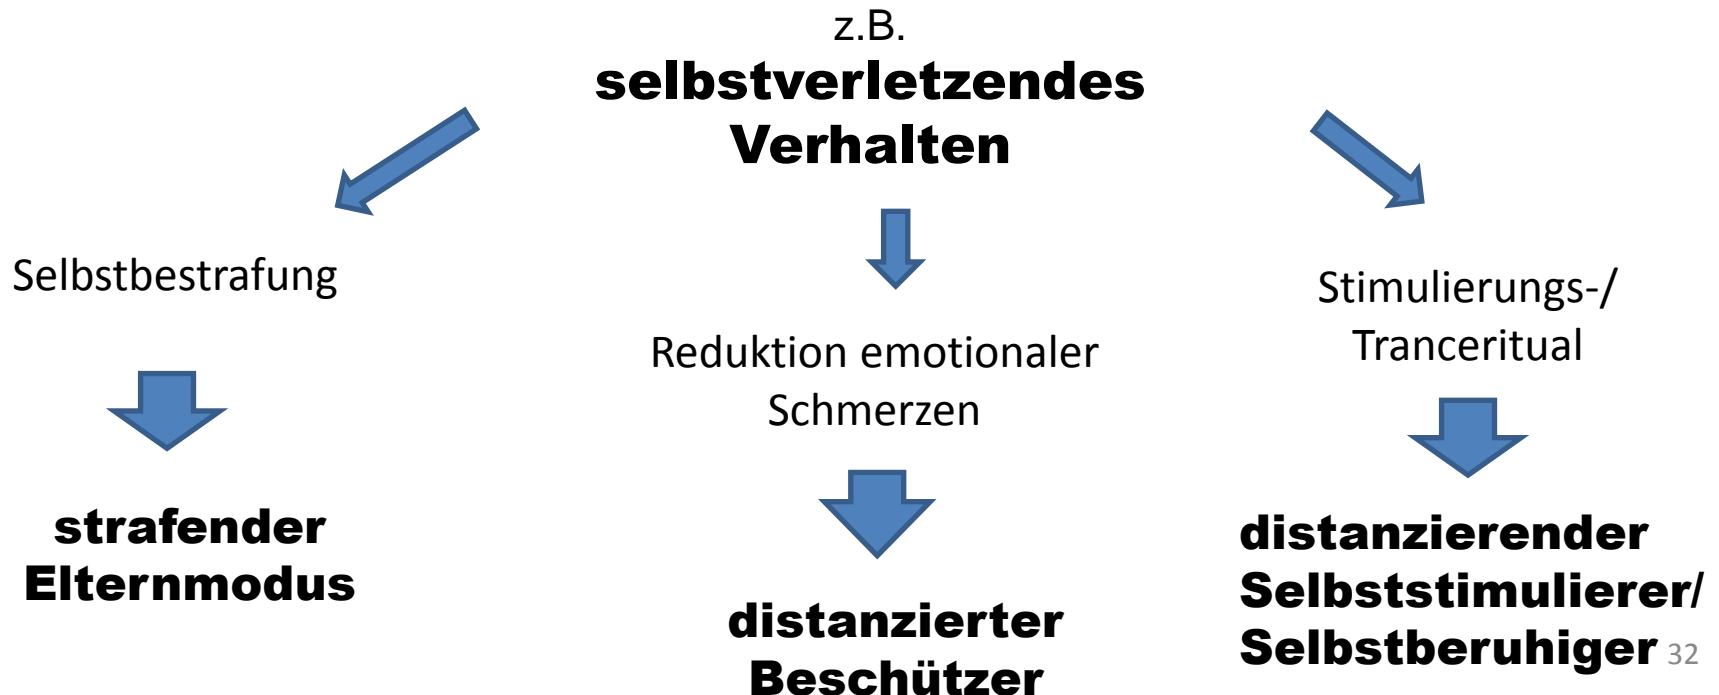 z.B.
selbstverletzendes
Verhalten
Selbstbestrafung
strafender
Elternmodus
Reduktion emotionaler
Schmerzen
distanzierter
Beschützer
Stimulierungs-/
Tranceritual
distanzierender
Selbststimulierer/
Selbstberuhiger
32